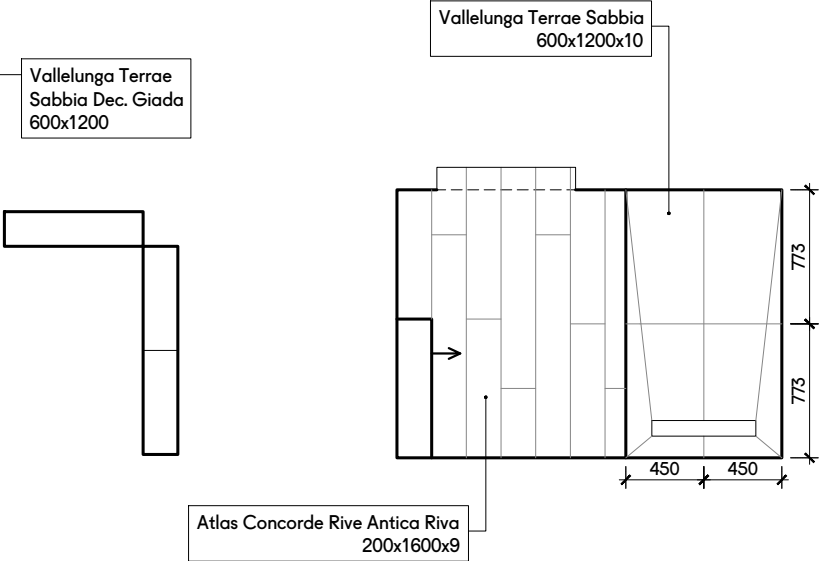 Vallelunga Terrae Sabbia
600x1200x10
Vallelunga Terrae
Sabbia Dec. Giada
600x1200
773
773
450 450
Atlas Concorde Rive Antica Riva
200x1600x9